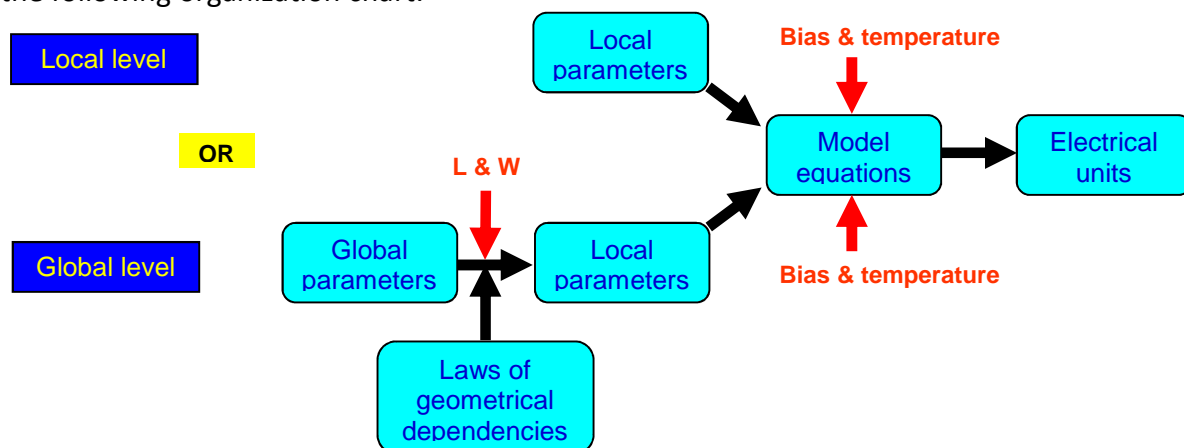 the following organization chart:
Local level
Local
parameters
Bias & temperature
OR
Model
equations
Electrical
units
L & W
Global level
Global
parameters
Local
parameters
Bias & temperature
Laws of
geometrical
dependencies